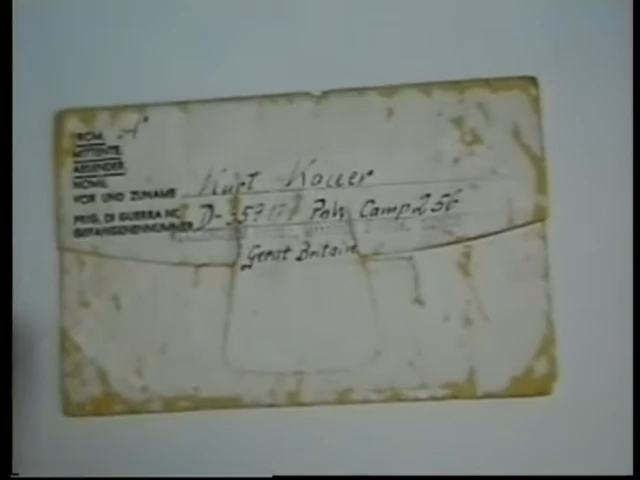 FROM
MITTENTE
ABSENDER
NOME
VOR UND ZUNAME Kurt
PRIG. DI GUERRA NO.
GEFANGENENNUMMER D- PoW Camp 256
Great Britain